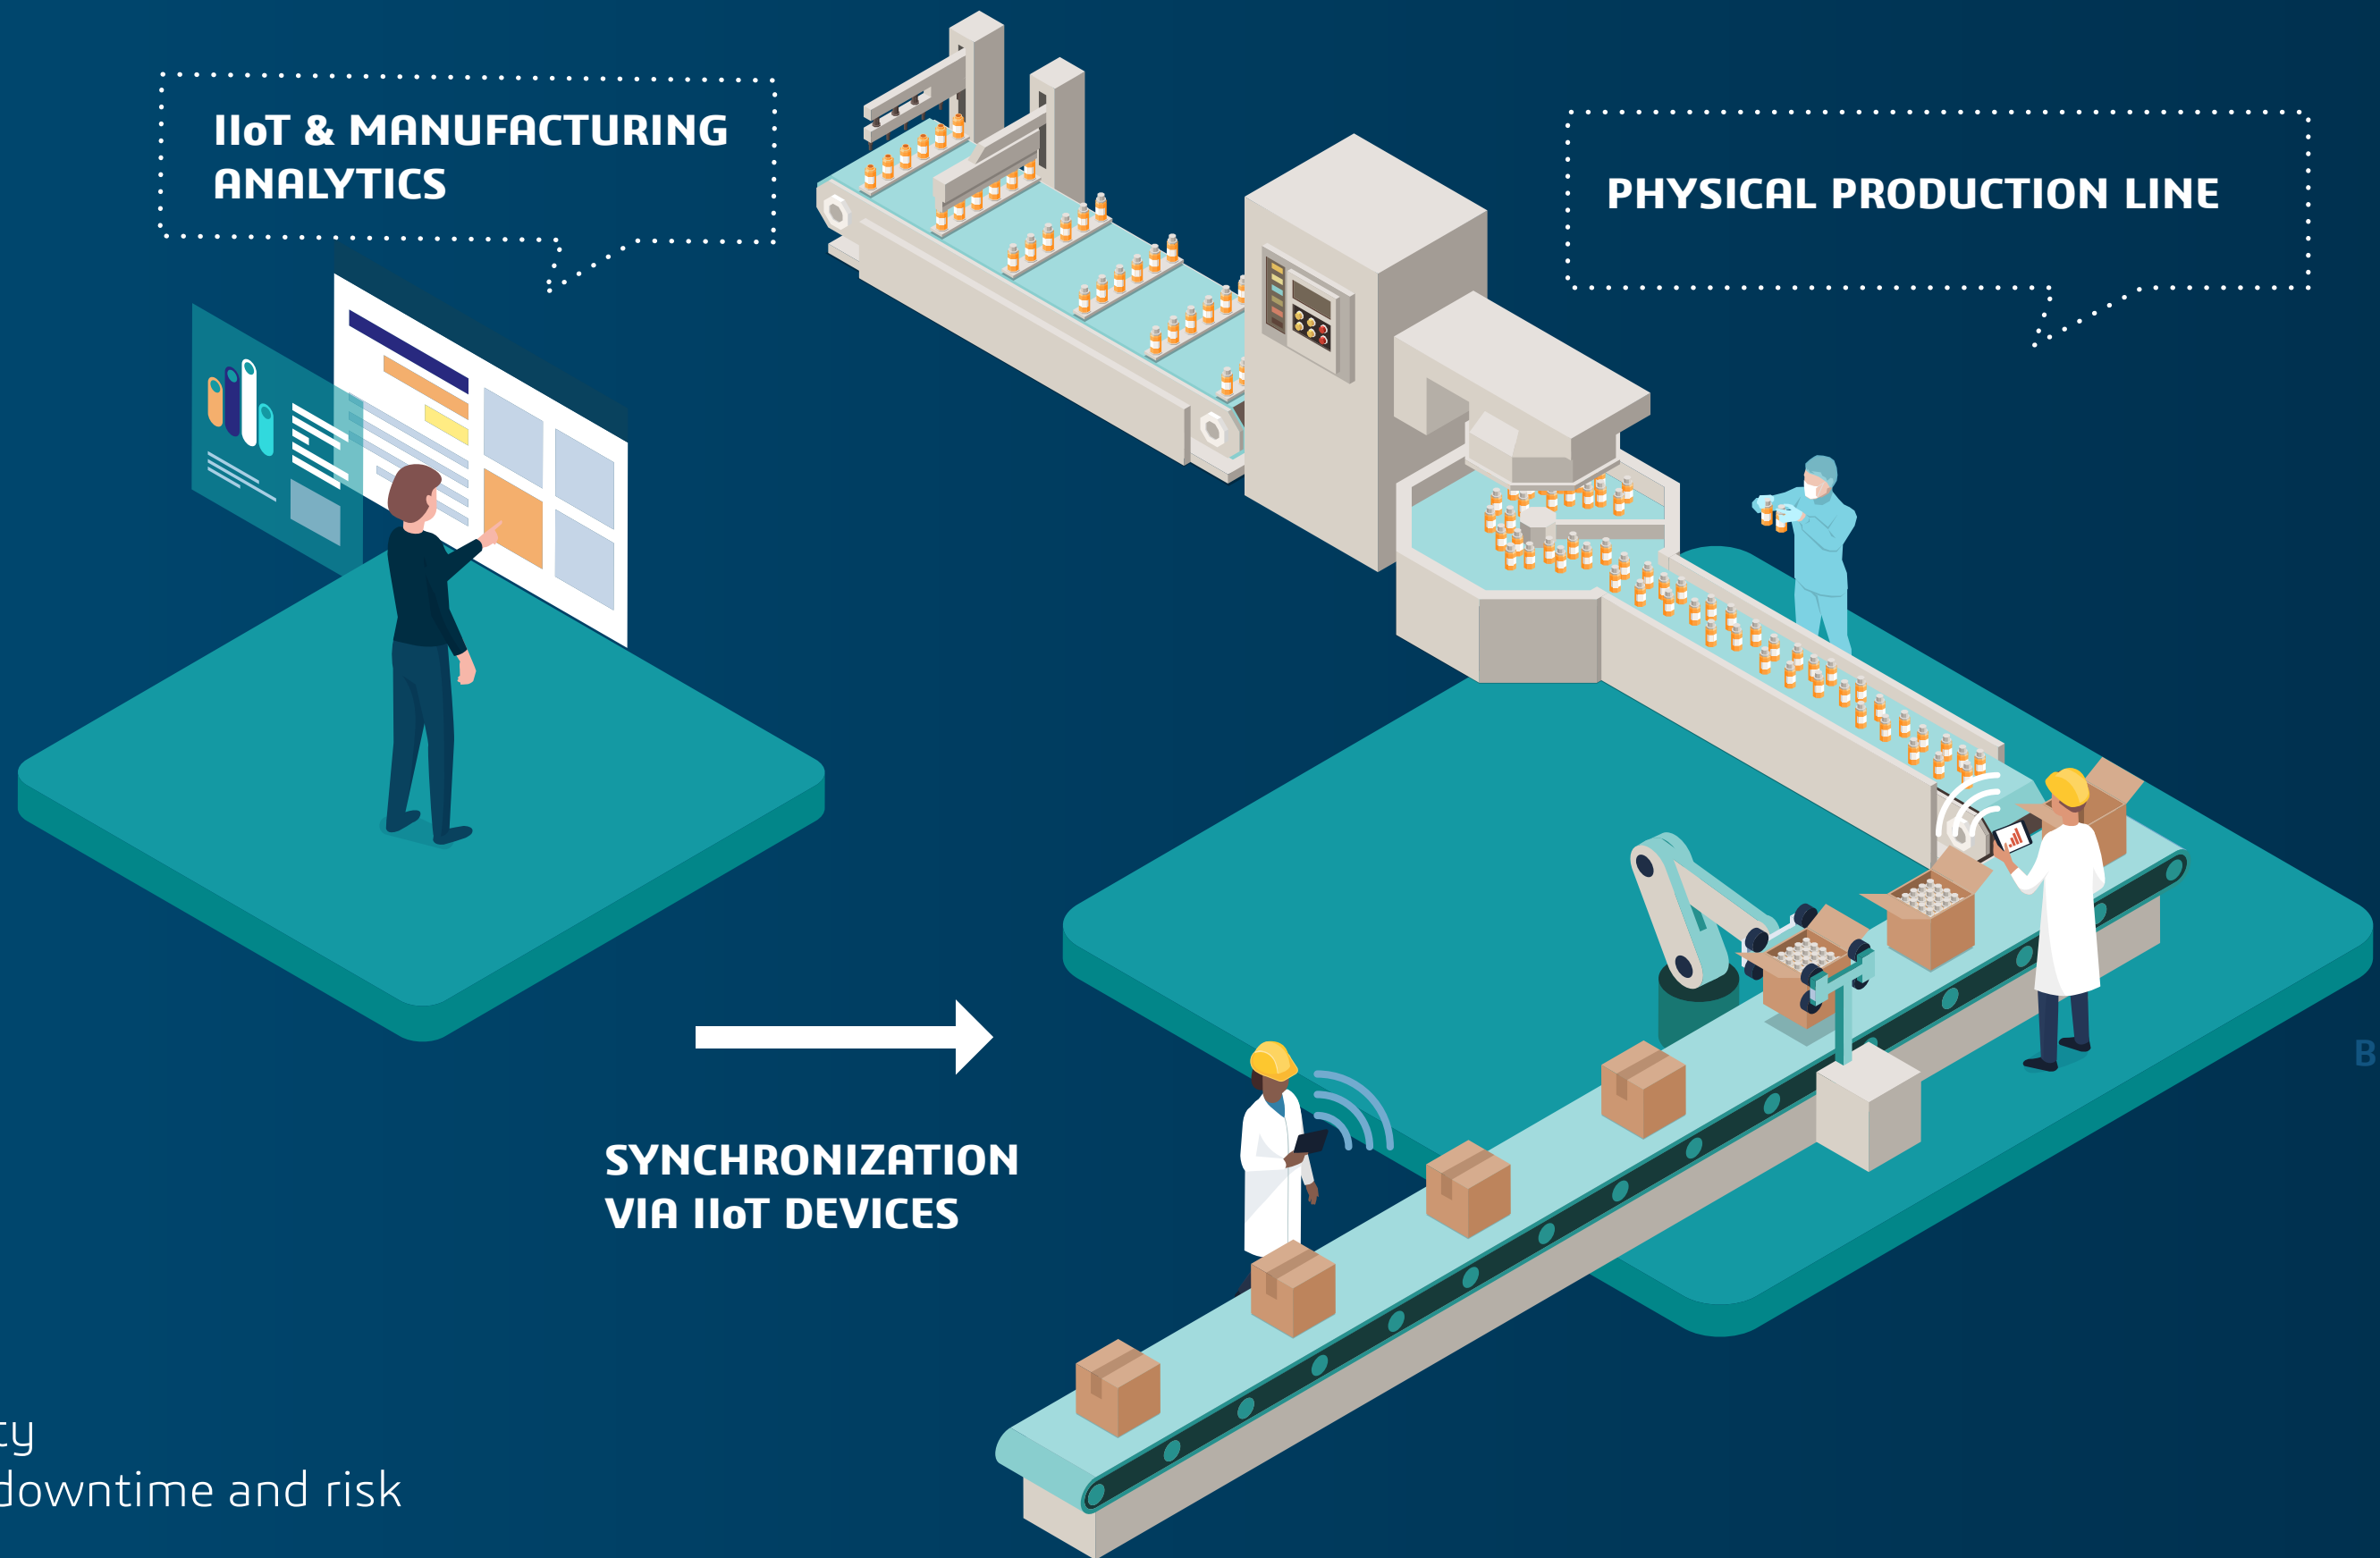 IIoT & MANUFACTURING
ANALYTICS
PHYSICAL PRODUCTION LINE
SYNCHRONIZATION
VIA IIoT DEVICES
downtime and risk